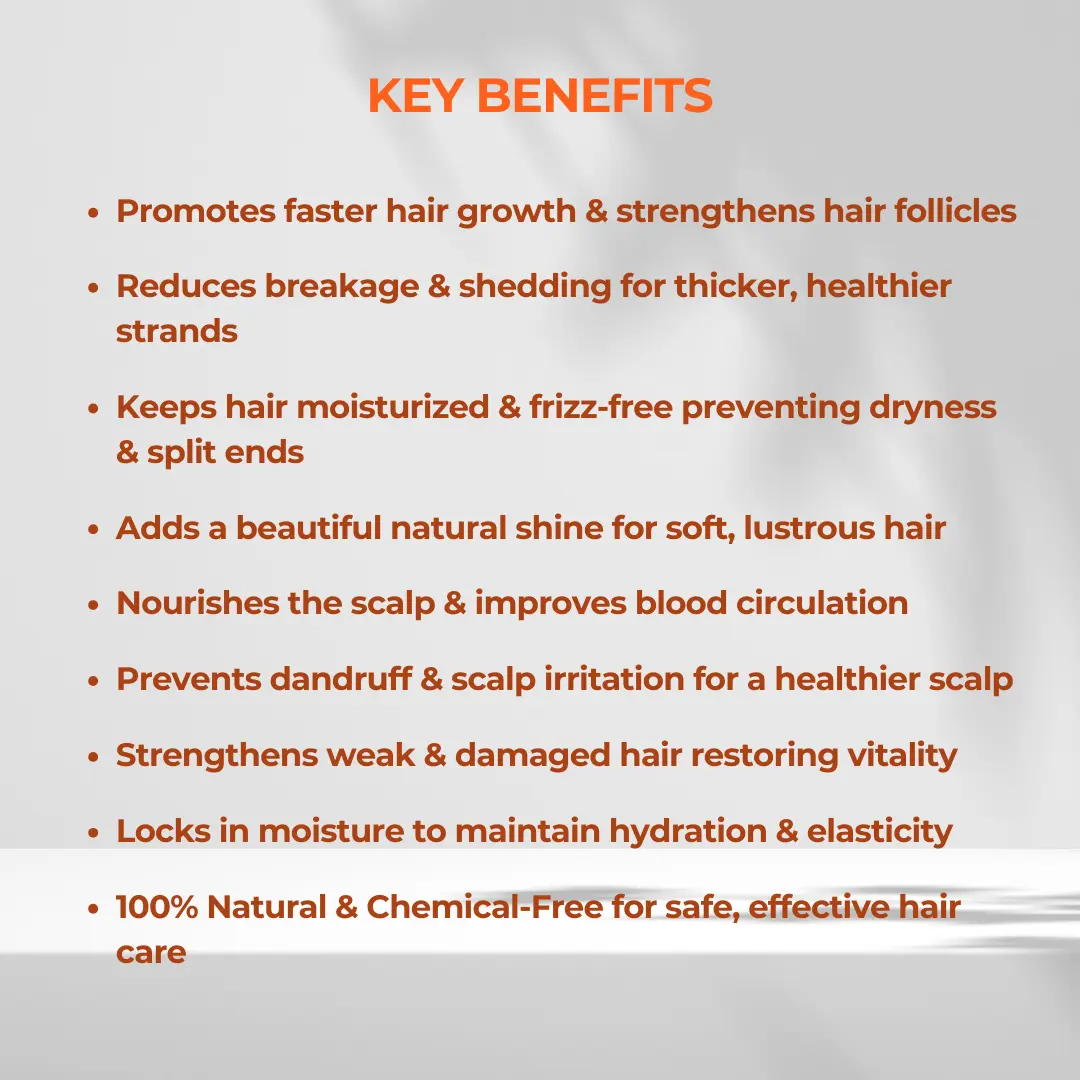 KEY BENEFITS
• Promotes faster hair growth & strengthens hair follicles
• Reduces breakage & shedding for thicker, healthier
strands
• Keeps hair moisturized & frizz-free preventing dryness
& split ends
• Adds a beautiful natural shine for soft, lustrous hair
• Nourishes the scalp & improves blood circulation
• Prevents dandruff & scalp irritation for a healthier scalp
• Strengthens weak & damaged hair restoring vitality
• Locks in moisture to maintain hydration & elasticity
• 100% Natural & Chemical-Free for safe, effective hair
care